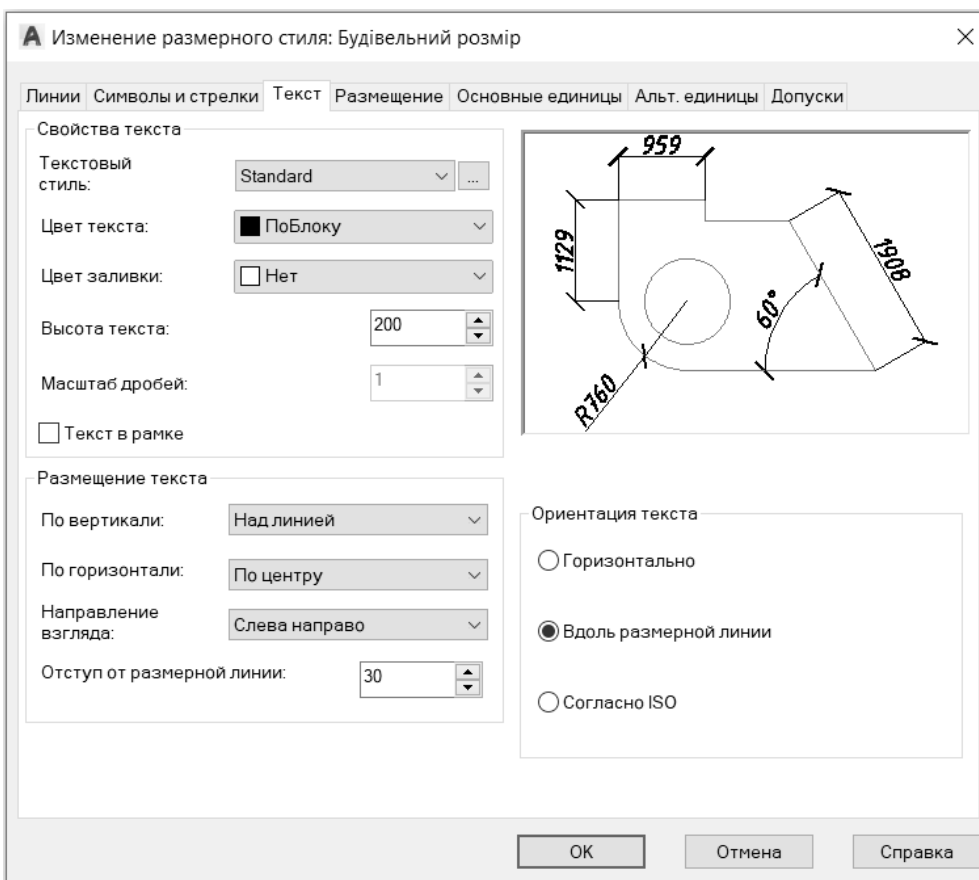 Изменение размерного стиля: Будівельний розмір
Линии Символы и стрелки Текст Размещение Основные единицы Альт. единицы Допуски
Свойства текста
Текстовый
стиль:
Standard
...
Цвет текста:
ПоБлоку
Цвет заливки:
Нет
Высота текста:
200
Масштаб дробей:
1
Текст в рамке
959
1129
1908
60°
R760
Размещение текста
По вертикали:
Над линией
По горизонтали:
По центру
Направление
взгляда:
Слева направо
Отступ от размерной линии:
30
Ориентация текста
Горизонтально
Вдоль размерной линии
Согласно ISO
OK
Отмена
Справка